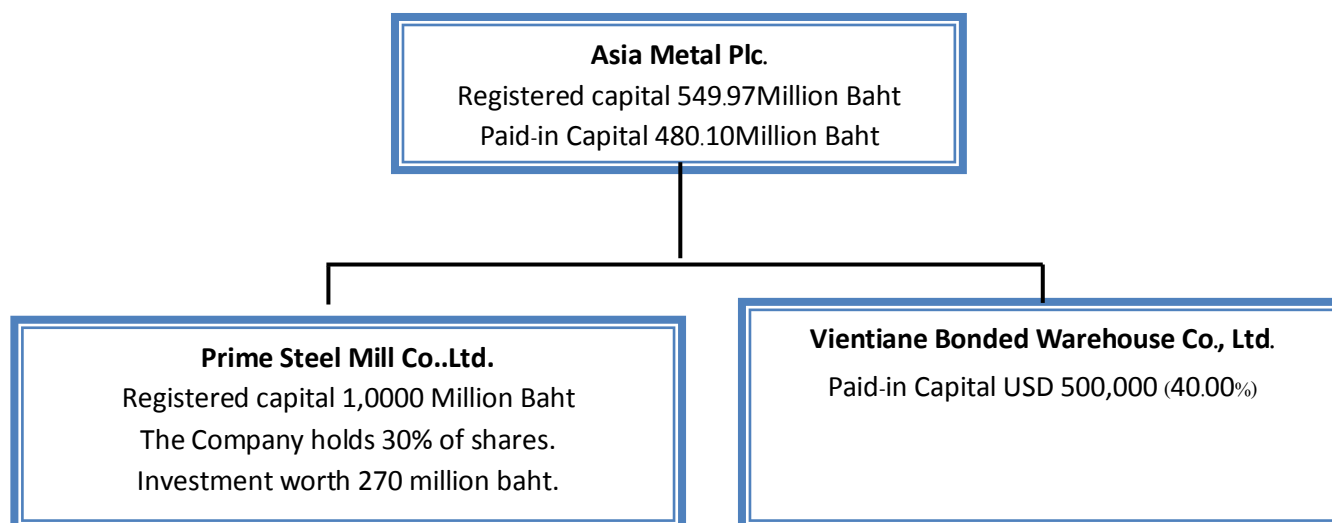 Asia Metal Plc.
Registered capital 549.97Million Baht
Paid-in Capital 480.10Million Baht
Prime Steel Mill Co..Ltd.
Registered capital 1,0000 Million Baht
The Company holds 30% of shares.
Investment worth 270 million baht.
Vientiane Bonded Warehouse Co., Ltd.
Paid-in Capital USD 500,000 (40.00%)